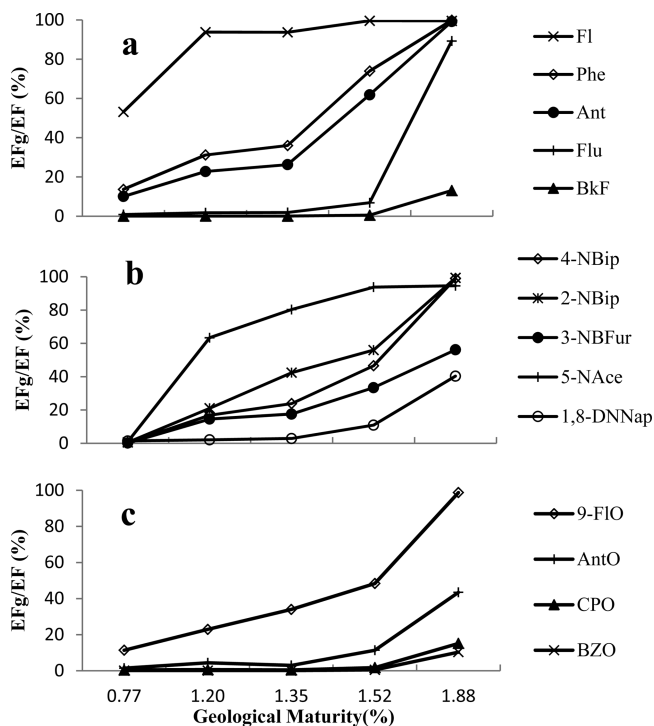 a
EFg/EF (%)
100
80
60
40
20
0
Fl
Phe
Ant
Flu
BkF
b
EFg/EF (%)
100
80
60
40
20
0
4-NBip
2-NBip
3-NBFur
5-NAce
1,8-DNNap
c
EFg/EF (%)
100
80
60
40
20
0
9-FlO
AntO
CPO
BZO
0.77 1.20 1.35 1.52 1.88
Geological Maturity(%)